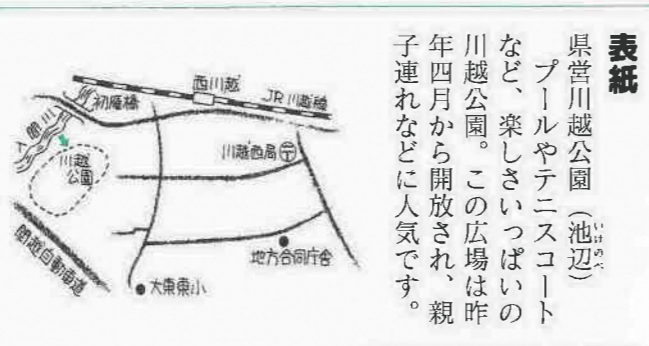 表紙
県営川越公園(池辺)
いけのべ
プールやテニスコート
など、楽しさいっぱいの
川越公園。この広場は昨
年四月から開放され、親
子連れなどに人気です。
西川越
JR川越線
初雁橋
入間川
川越
公園
川越西局
地方合同庁舎
大東東小
関越自動車道